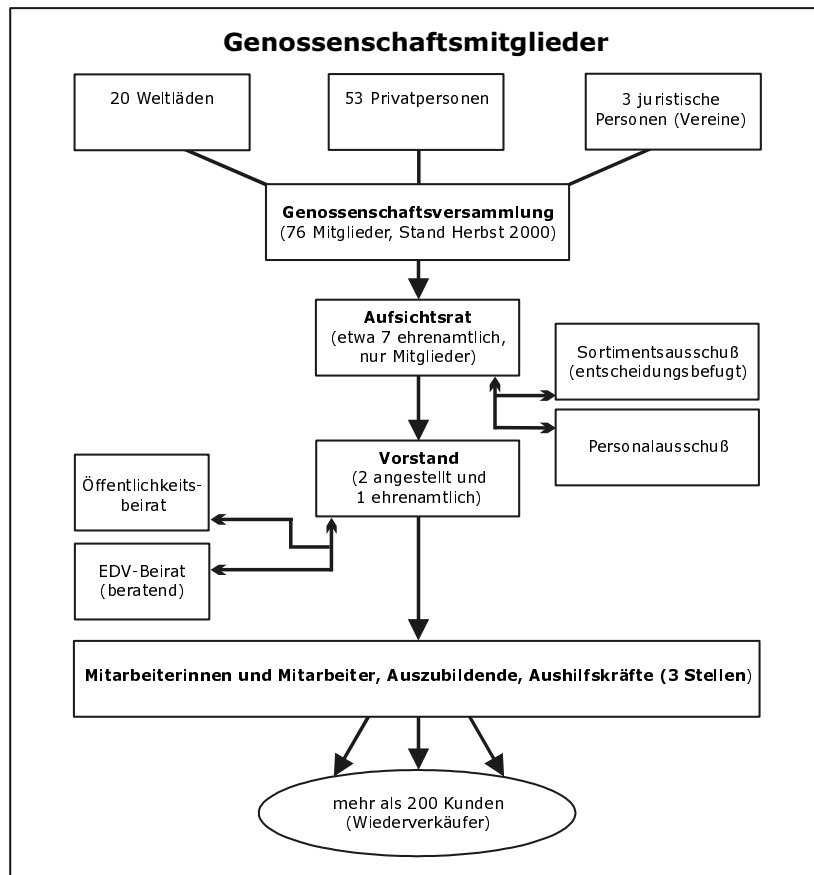 Genossenschaftsmitglieder
20 Weltläden
53 Privatpersonen
3 juristische
Personen (Vereine)
Genossenschaftsversammlung
(76 Mitglieder, Stand Herbst 2000)
Aufsichtsrat
(etwa 7 ehrenamtlich,
nur Mitglieder)
Sortimentsausschuß
(entscheidungsbefugt)
Personalausschuß
Vorstand
(2 angestellt und
1 ehrenamtlich)
Öffentlichkeits-
beirat
EDV-Beirat
(beratend)
Mitarbeiterinnen und Mitarbeiter, Auszubildende, Aushilfskräfte (3 Stellen)
mehr als 200 Kunden
(Wiederverkäufer)